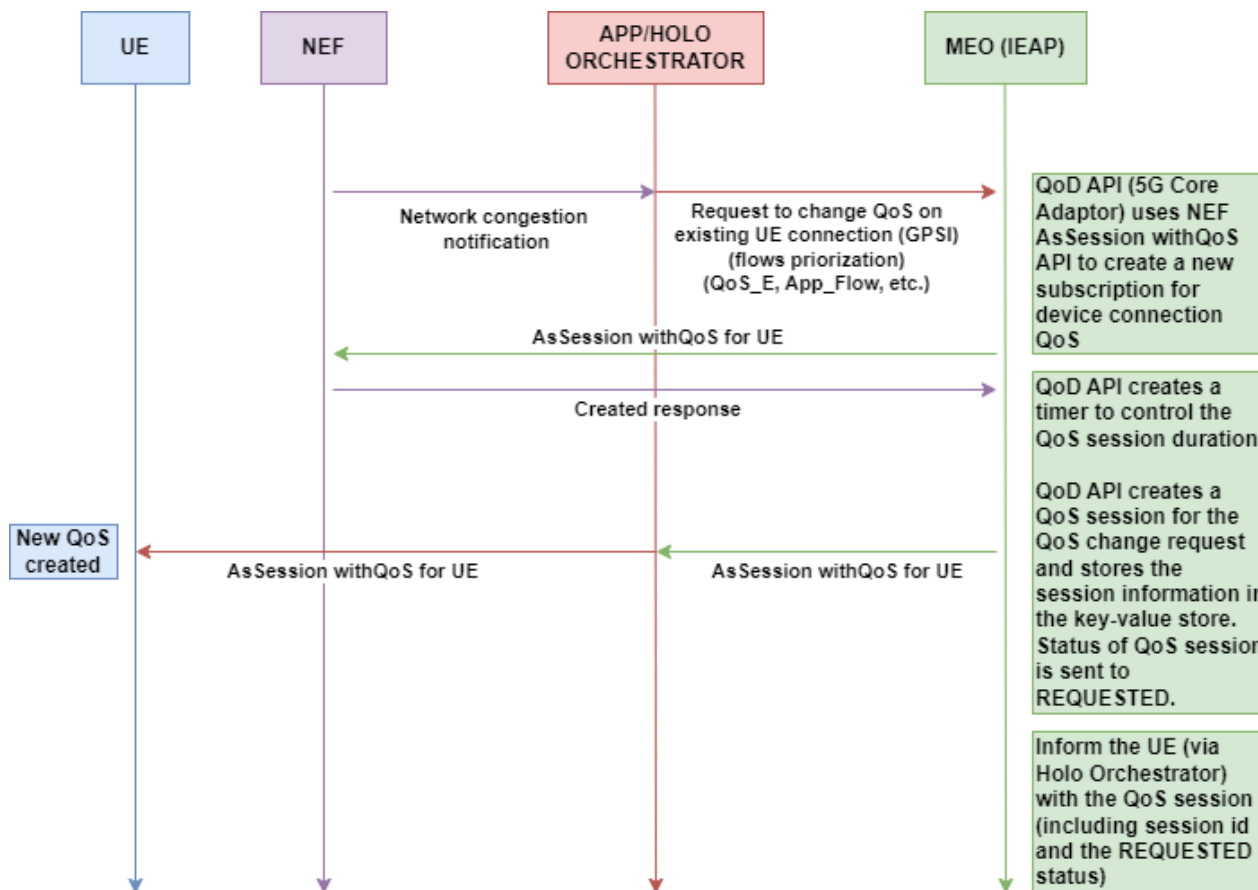 UE
NEF
APP/HOLO
ORCHESTRATOR
MEO (IEAP)
Network congestion
notification
Request to change QoS on
existing UE connection (GPSI)
(flows priorization)
(QoS_E, App_Flow, etc.)
QoD API (5G Core
Adaptor) uses NEF
AsSession withQoS
API to create a new
subscription for
device connection
QoS
AsSession withQoS for UE
Created response
QoD API creates a
timer to control the
QoS session duration
QoD API creates a
QoS session for the
QoS change request
and stores the
session information in
the key-value store.
Status of QoS session
is sent to
REQUESTED.
New QoS
created
AsSession withQoS for UE
AsSession withQoS for UE
Inform the UE (via
Holo Orchestrator)
with the QoS session
(including session id
and the REQUESTED
status)